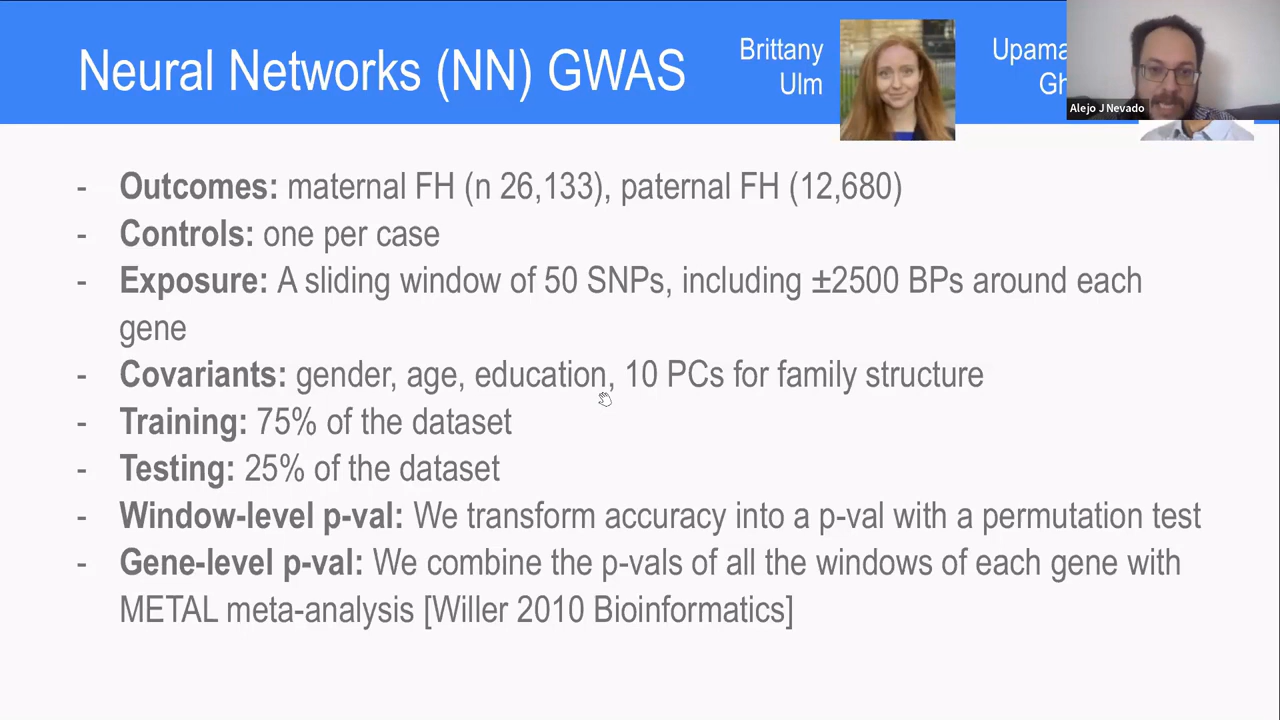 Neural Networks (NN) GWAS
Brittany
Ulm
Alejo J Nevado
- Outcomes: maternal FH (n 26,133), paternal FH (12,680)
- Controls: one per case
- Exposure: A sliding window of 50 SNPs, including ±2500 BPs around each
gene
- Covariants: gender, age, education, 10 PCs for family structure
- Training: 75% of the dataset
- Testing: 25% of the dataset
- Window-level p-val: We transform accuracy into a p-val with a permutation test
- Gene-level p-val: We combine the p-vals of all the windows of each gene with
METAL meta-analysis [Willer 2010 Bioinformatics]